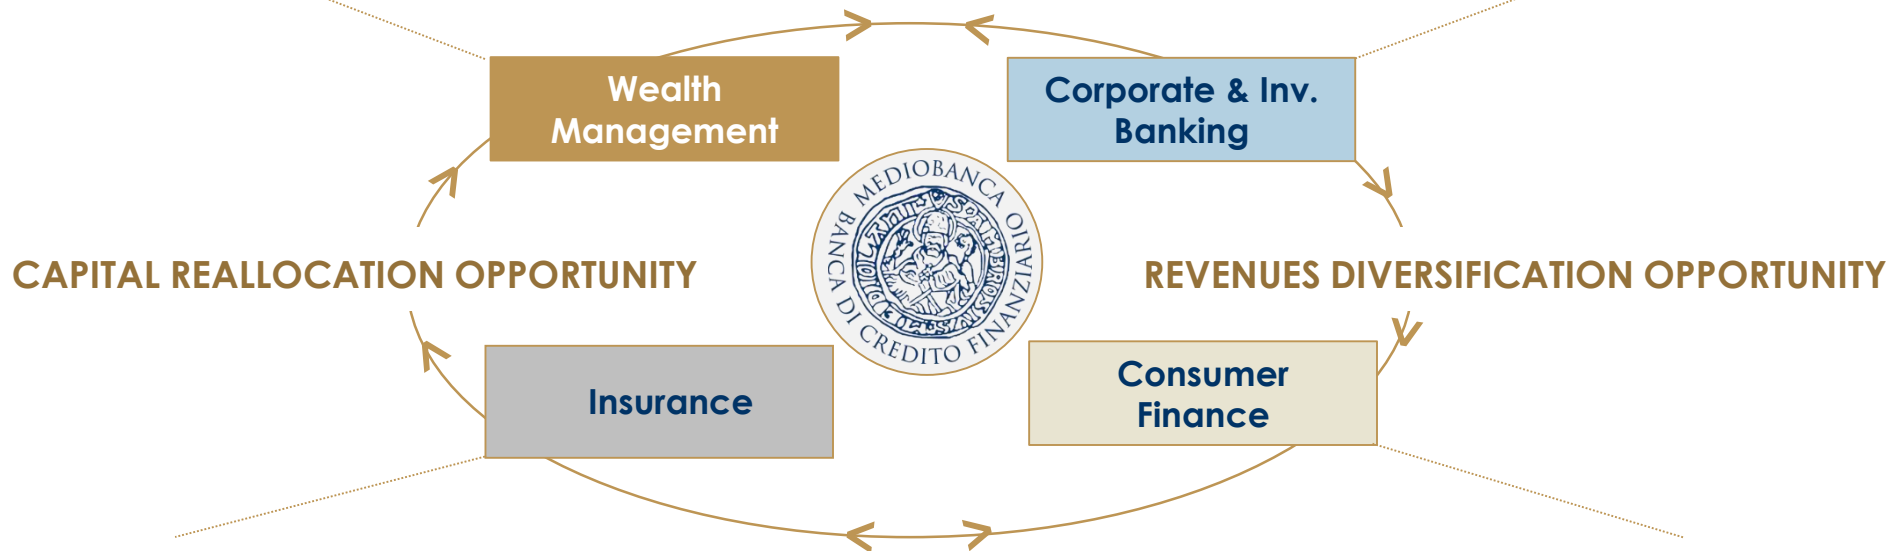 Wealth
Management
Corporate & Inv.
Banking
MEDIOBANCA
BANCA DI CREDITO FINANZIARIO
CAPITAL REALLOCATION OPPORTUNITY
REVENUES DIVERSIFICATION OPPORTUNITY
Insurance
Consumer
Finance